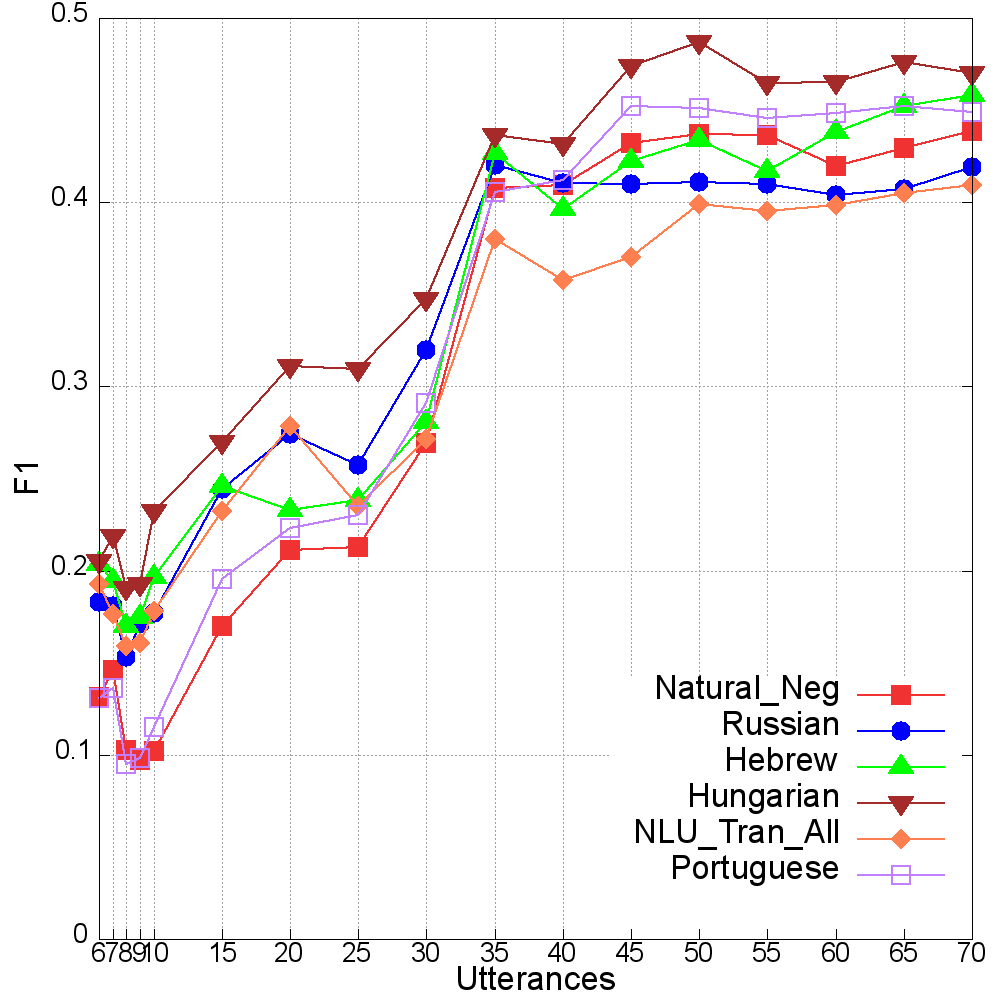 0.5
0.4
0.3
0.2
0.1
0
F1
6 7 8 9 10 15 20 25 30 35 40 45 50 55 60 65 70
Utterances
Natural_Neg
Russian
Hebrew
Hungarian
NLU_Tran_All
Portuguese